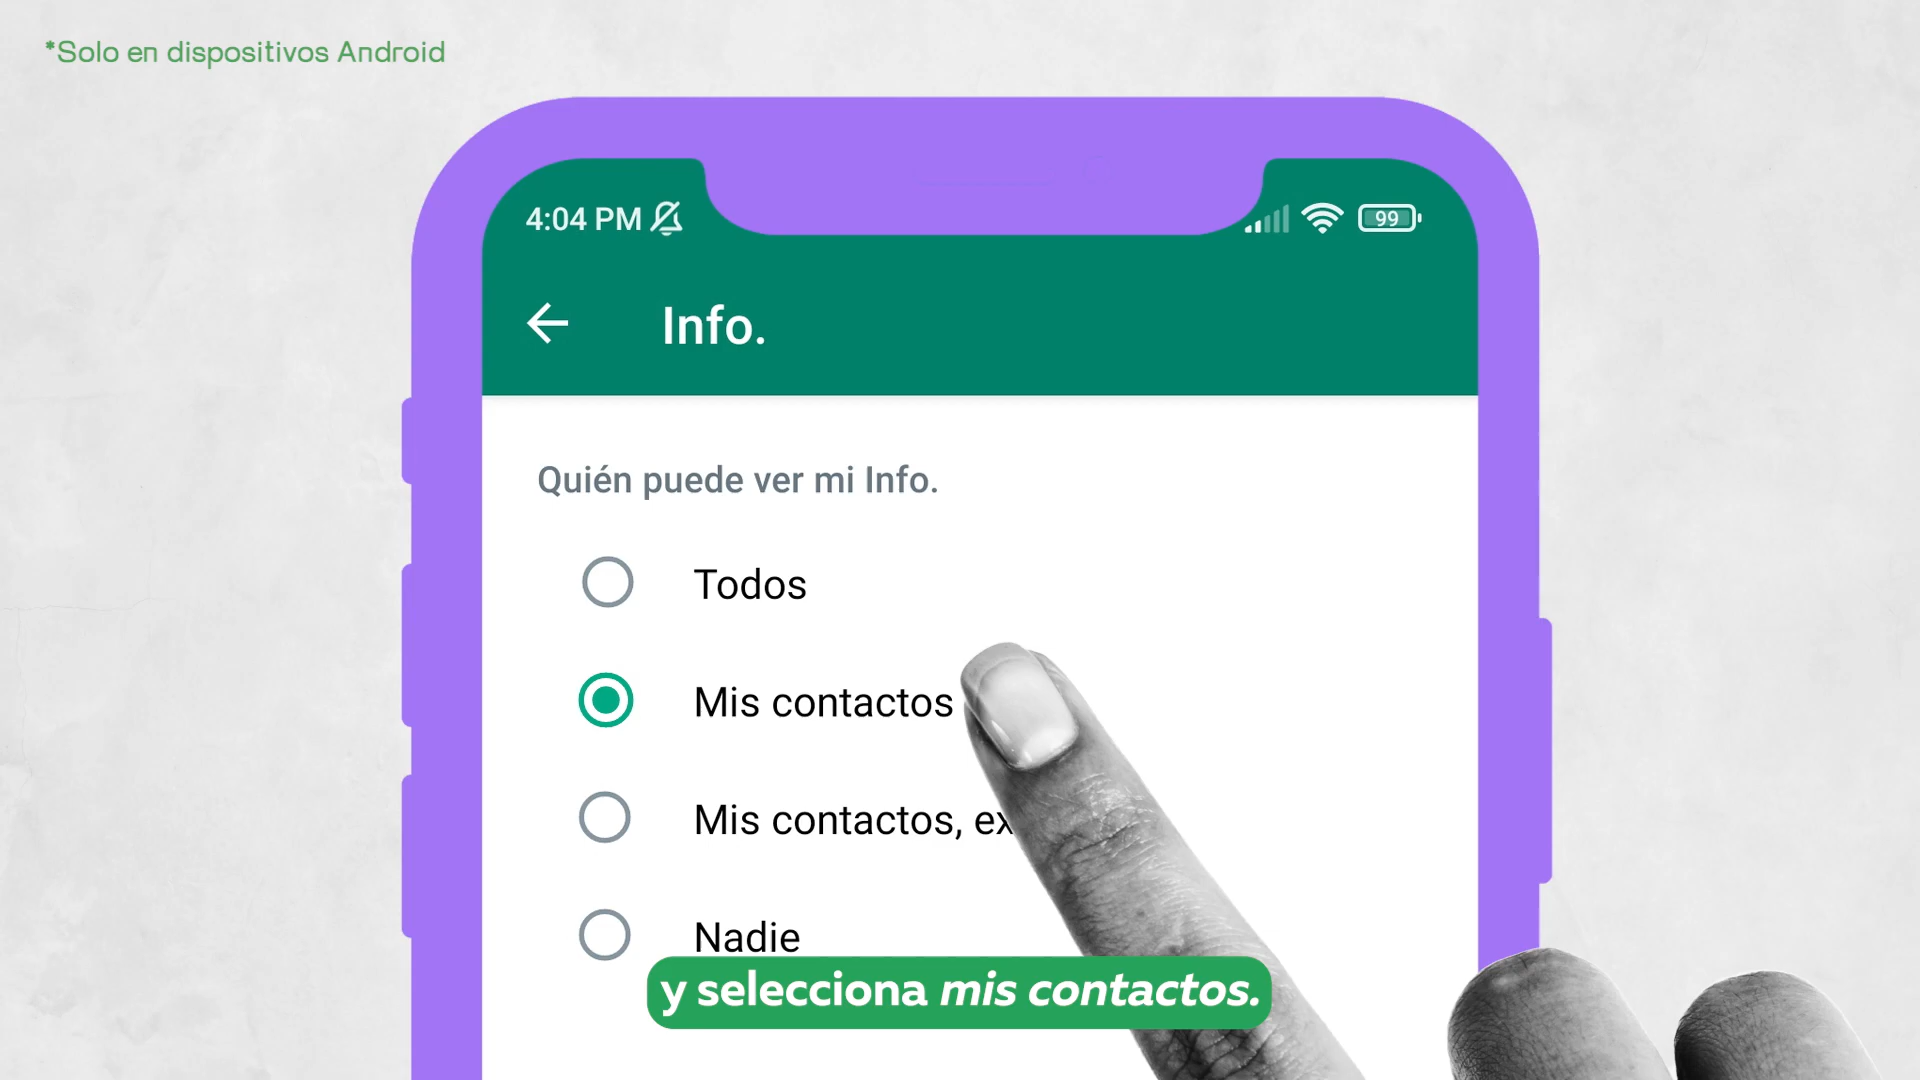 *Solo en dispositivos Android
4:04 PM
99
Info.
Quién puede ver mi Info.
Todos
Mis contactos
Mis contactos,
Nadie
y selecciona mis contactos.